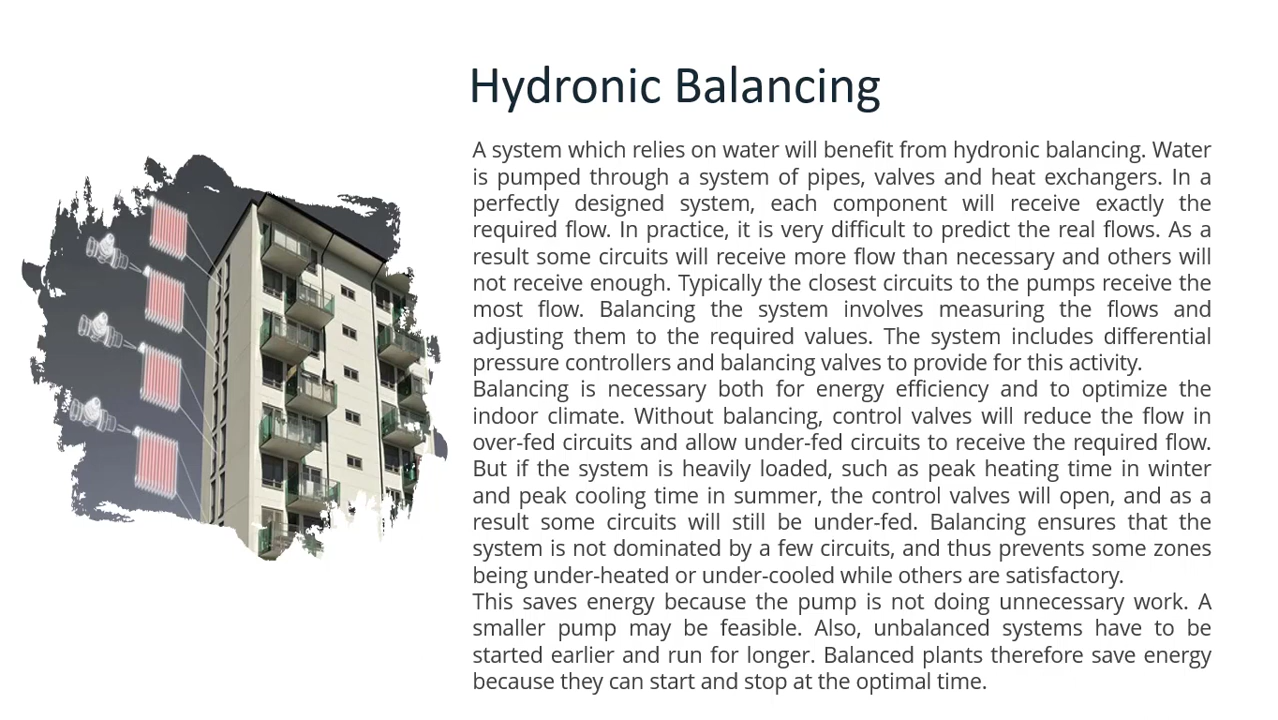 Hydronic Balancing
A system which relies on water will benefit from hydronic balancing. Water
is pumped through a system of pipes, valves and heat exchangers. In a
perfectly designed system, each component will receive exactly the
required flow. In practice, it is very difficult to predict the real flows. As a
result some circuits will receive more flow than necessary and others will
not receive enough. Typically the closest circuits to the pumps receive the
most flow. Balancing the system involves measuring the flows and
adjusting them to the required values. The system includes differential
pressure controllers and balancing valves to provide for this activity.
Balancing is necessary both for energy efficiency and to optimize the
indoor climate. Without balancing, control valves will reduce the flow in
over-fed circuits and allow under-fed circuits to receive the required flow.
But if the system is heavily loaded, such as peak heating time in winter
and peak cooling time in summer, the control valves will open, and as a
result some circuits will still be under-fed. Balancing ensures that the
system is not dominated by a few circuits, and thus prevents some zones
being under-heated or under-cooled while others are satisfactory.
This saves energy because the pump is not doing unnecessary work. A
smaller pump may be feasible. Also, unbalanced systems have to be
started earlier and run for longer. Balanced plants therefore save energy
because they can start and stop at the optimal time.